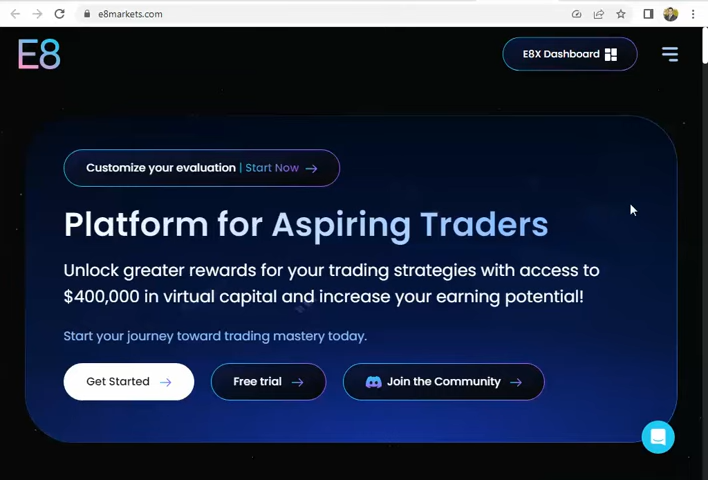 e8markets.com
E8
E8X Dashboard
Customize your evaluation | Start Now →
Platform for Aspiring Traders
Unlock greater rewards for your trading strategies with access to
$400,000 in virtual capital and increase your earning potential!
Start your journey toward trading mastery today.
Get Started →
Free trial →
Join the Community →